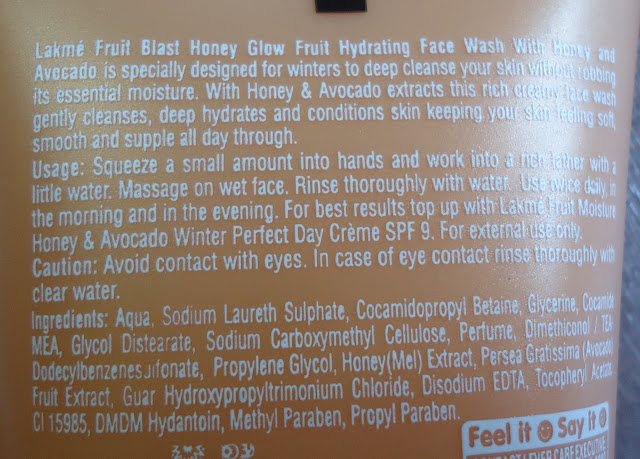 Lakmé Fruit Blast Honey Glow Fruit Hydrating Face Wash With Honey and
Avocado is specially designed for winters to deep cleanse your skin without robbing
its essential moisture. With Honey & Avocado extracts this rich creamy face wash
gently cleanses, deep hydrates and conditions skin keeping your skin feeling soft,
smooth and supple all day through.
Usage: Squeeze a small amount into hands and work into a rich lather with a
little water. Massage on wet face. Rinse thoroughly with water. Use twice daily, in
the morning and in the evening. For best results top up with Lakmé Fruit Moisture
Honey & Avocado Winter Perfect Day Crème SPF 9. For external use only.
Caution: Avoid contact with eyes. In case of eye contact rinse thoroughly with
clear water.
Ingredients: Aqua, Sodium Laureth Sulphate, Cocamidopropyl Betaine, Glycerine, Cocamide
MEA, Glycol Distearate, Sodium Carboxymethyl Cellulose, Perfume, Dimethiconol / TEA
Dodecylbenzenesulfonate, Propylene Glycol, Honey(Mel) Extract, Persea Gratissima (Avocado)
Fruit Extract, Guar Hydroxypropyltrimonium Chloride, Disodium EDTA, Tocopheryl Acetate,
CI 15985, DMDM Hydantoin, Methyl Paraben, Propyl Paraben.
Feel it Say it
CONTACT LEVER CARE EXECUTIVE